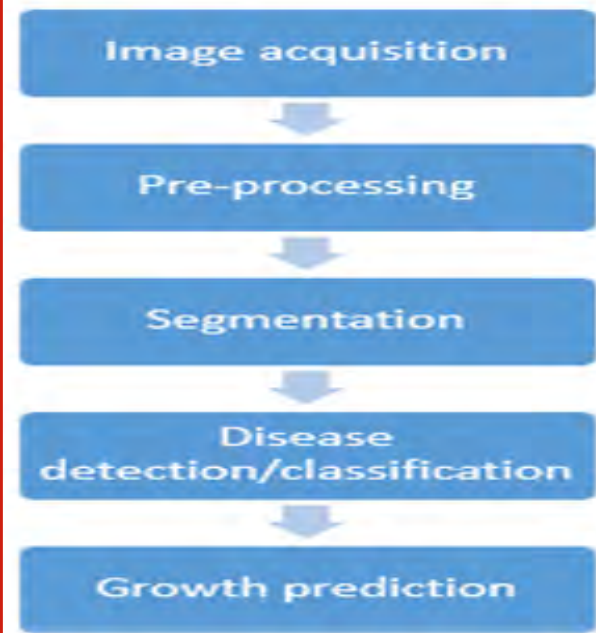 Image acquisition
Pre-processing
Segmentation
Disease
detection/classification
Growth prediction